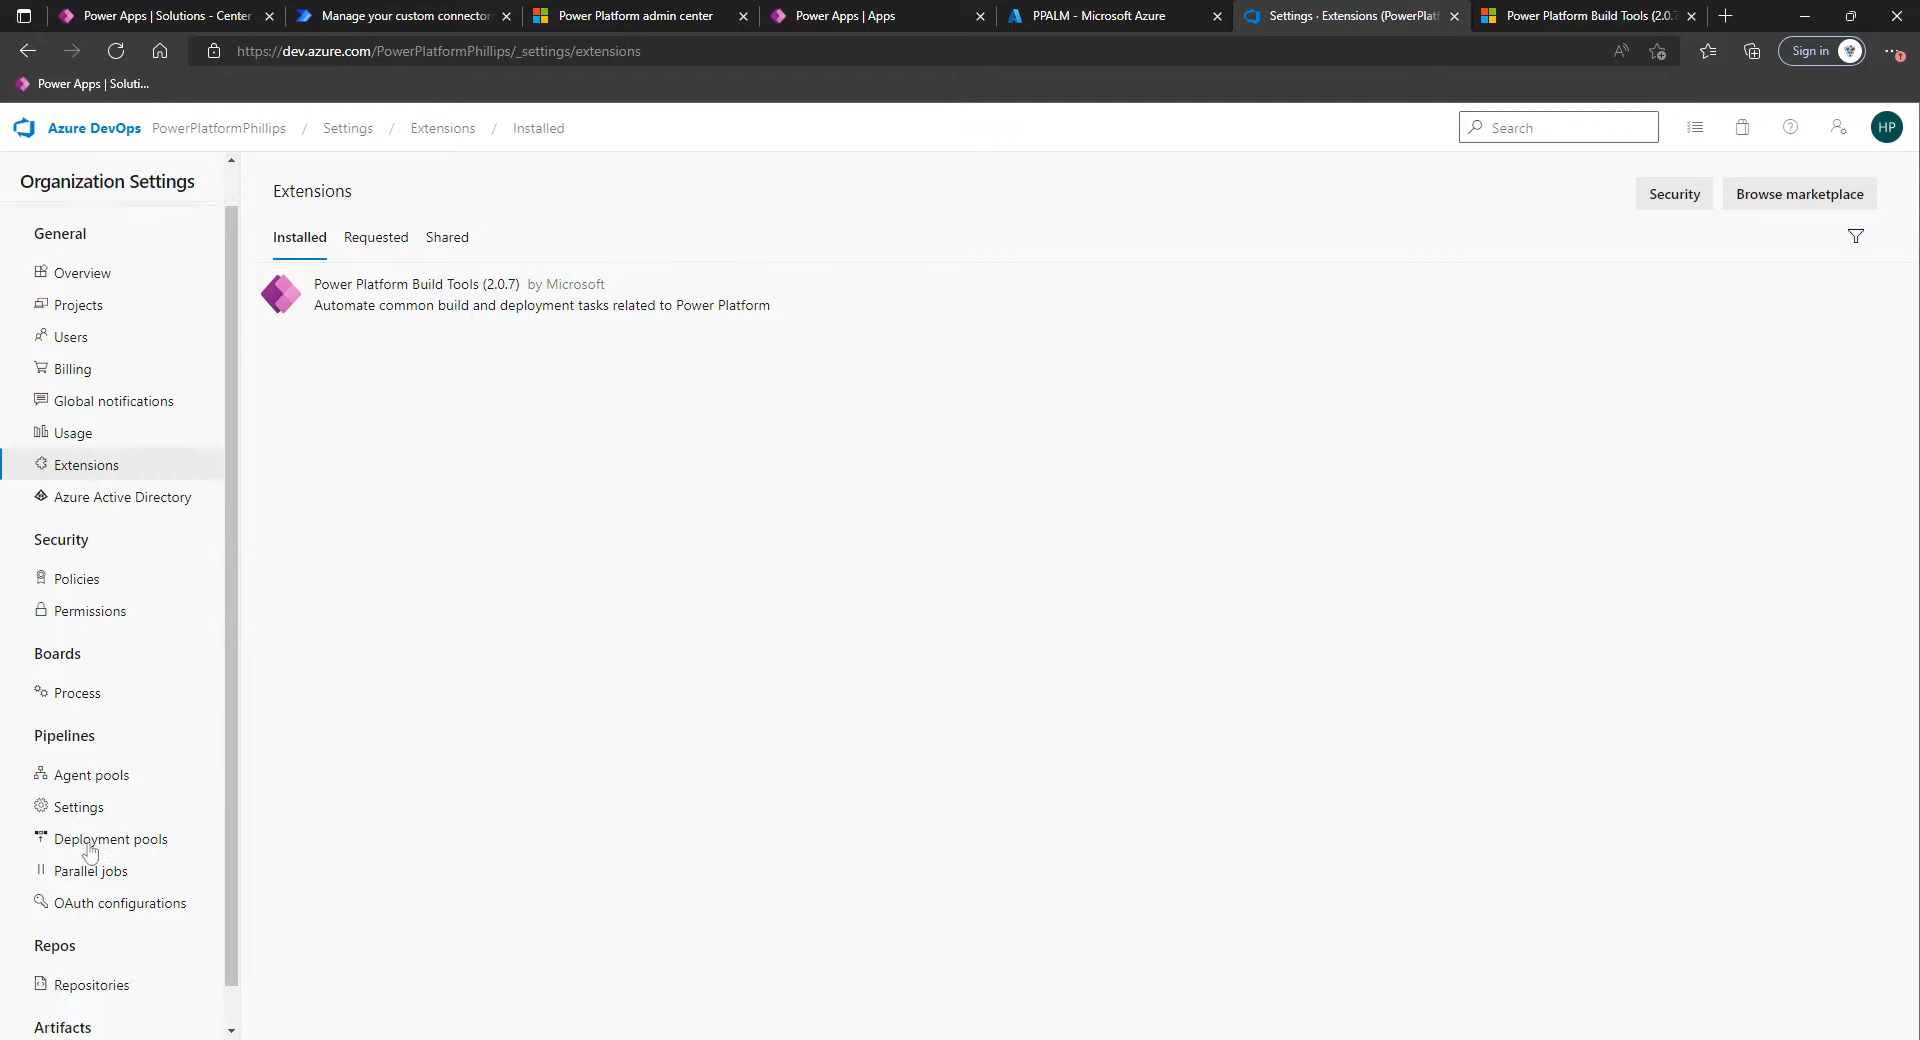 Power Apps | Solutions - Center
Manage your custom connector
Power Platform admin center
Power Apps | Apps
PPALM - Microsoft Azure
Settings · Extensions (PowerPlatf
Power Platform Build Tools (2.0.7
https://dev.azure.com/PowerPlatformPhillips/_settings/extensions
Sign in
Power Apps | Soluti...
Azure DevOps PowerPlatformPhillips / Settings / Extensions / Installed
Search
HP
Organization Settings
General
Overview
Projects
Users
Billing
Global notifications
Usage
Extensions
Azure Active Directory
Security
Policies
Permissions
Boards
Process
Pipelines
Agent pools
Settings
Deployment pools
Parallel jobs
OAuth configurations
Repos
Repositories
Artifacts
Extensions
Security
Browse marketplace
Installed
Requested
Shared
Power Platform Build Tools (2.0.7) by Microsoft
Automate common build and deployment tasks related to Power Platform